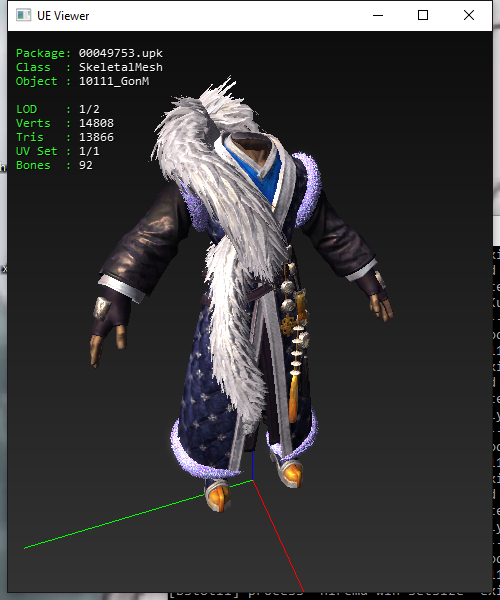 UE Viewer
Package: 00049753.upk
Class : SkeletalMesh
Object : 10111_GonM
LOD : 1/2
Verts : 14808
Tris : 13866
UV Set : 1/1
Bones : 92